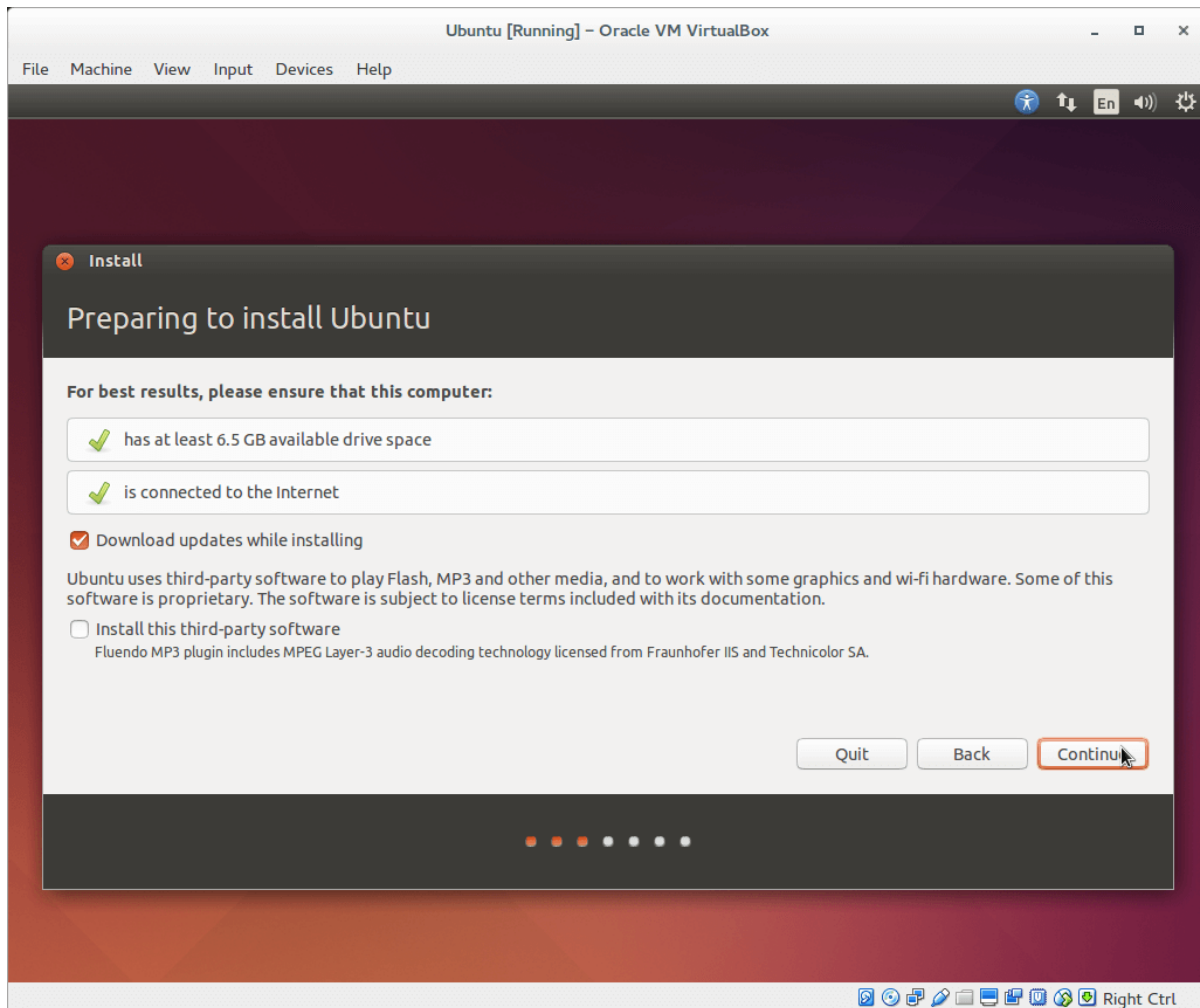 Ubuntu [Running] – Oracle VM VirtualBox
File Machine View Input Devices Help
En
Install
Preparing to install Ubuntu
For best results, please ensure that this computer:
has at least 6.5 GB available drive space
is connected to the Internet
Download updates while installing
Ubuntu uses third-party software to play Flash, MP3 and other media, and to work with some graphics and wi-fi hardware. Some of this
software is proprietary. The software is subject to license terms included with its documentation.
Install this third-party software
Fluendo MP3 plugin includes MPEG Layer-3 audio decoding technology licensed from Fraunhofer IIS and Technicolor SA.
Quit Back Continue
Right Ctrl